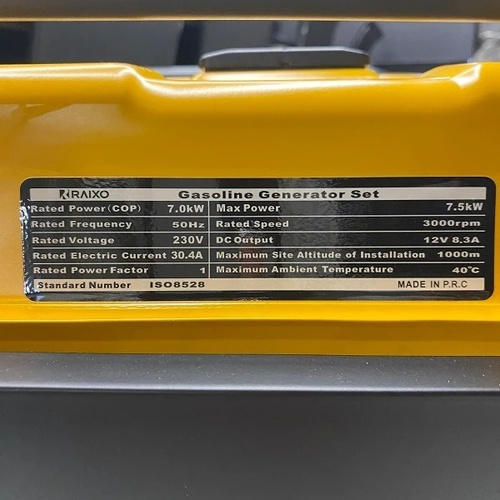 RAIXO Gasoline Generator Set
Rated Power(COP) 7.0kW Max Power 7.5kW
Rated Frequency 50Hz Rated Speed 3000rpm
Rated Voltage 230V DC Output 12V 8,3A
Rated Electric Current 30.4A Maximum Site Altitude of Installation 1000m
Rated Power Factor 1 Maximum Ambient Temperature 40℃
Standard Number ISO8528 MADE IN P.R.C